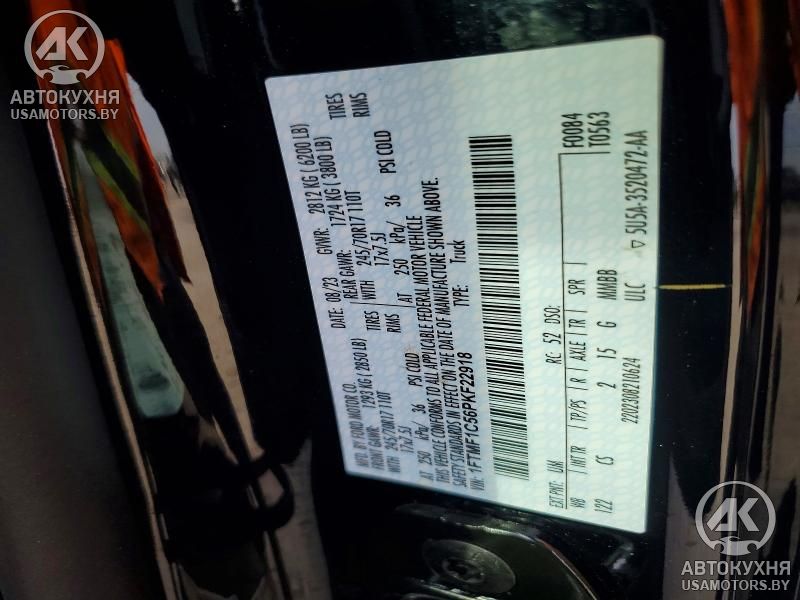 AK
АВТОКУХНЯ
USAMOTORS.BY
MFD. BY FORD MOTOR CO.
DATE: 08/23 GVWR: 2812 KG ( 6200 LB)
FRONT GAWR: 1293 KG ( 2850 LB) REAR GAWR: 1724 KG ( 3800 LB)
WITH 245/70R17 110T TIRES WITH 245/70R17 110T TIRES
17x7.5J RIMS 17x7.5J RIMS
AT 250 kPa/ 36 PSI COLD AT 250 kPa/ 36 PSI COLD
THIS VEHICLE CONFORMS TO ALL APPLICABLE FEDERAL MOTOR VEHICLE
SAFETY STANDARDS IN EFFECT ON THE DATE OF MANUFACTURE SHOWN ABOVE.
VIN: 1FTMF1C56PKF22918
TYPE: Truck
F0084
T0563
EXT PNT: UM RC: 52 DSO:
WB INT TR TP/PS R AXLE TR SPR
122 CS 2 15 G MMBB
2202308210624 ULC
5U5A-3520472-AA
AK
АВТОКУХНЯ
USAMOTORS.BY